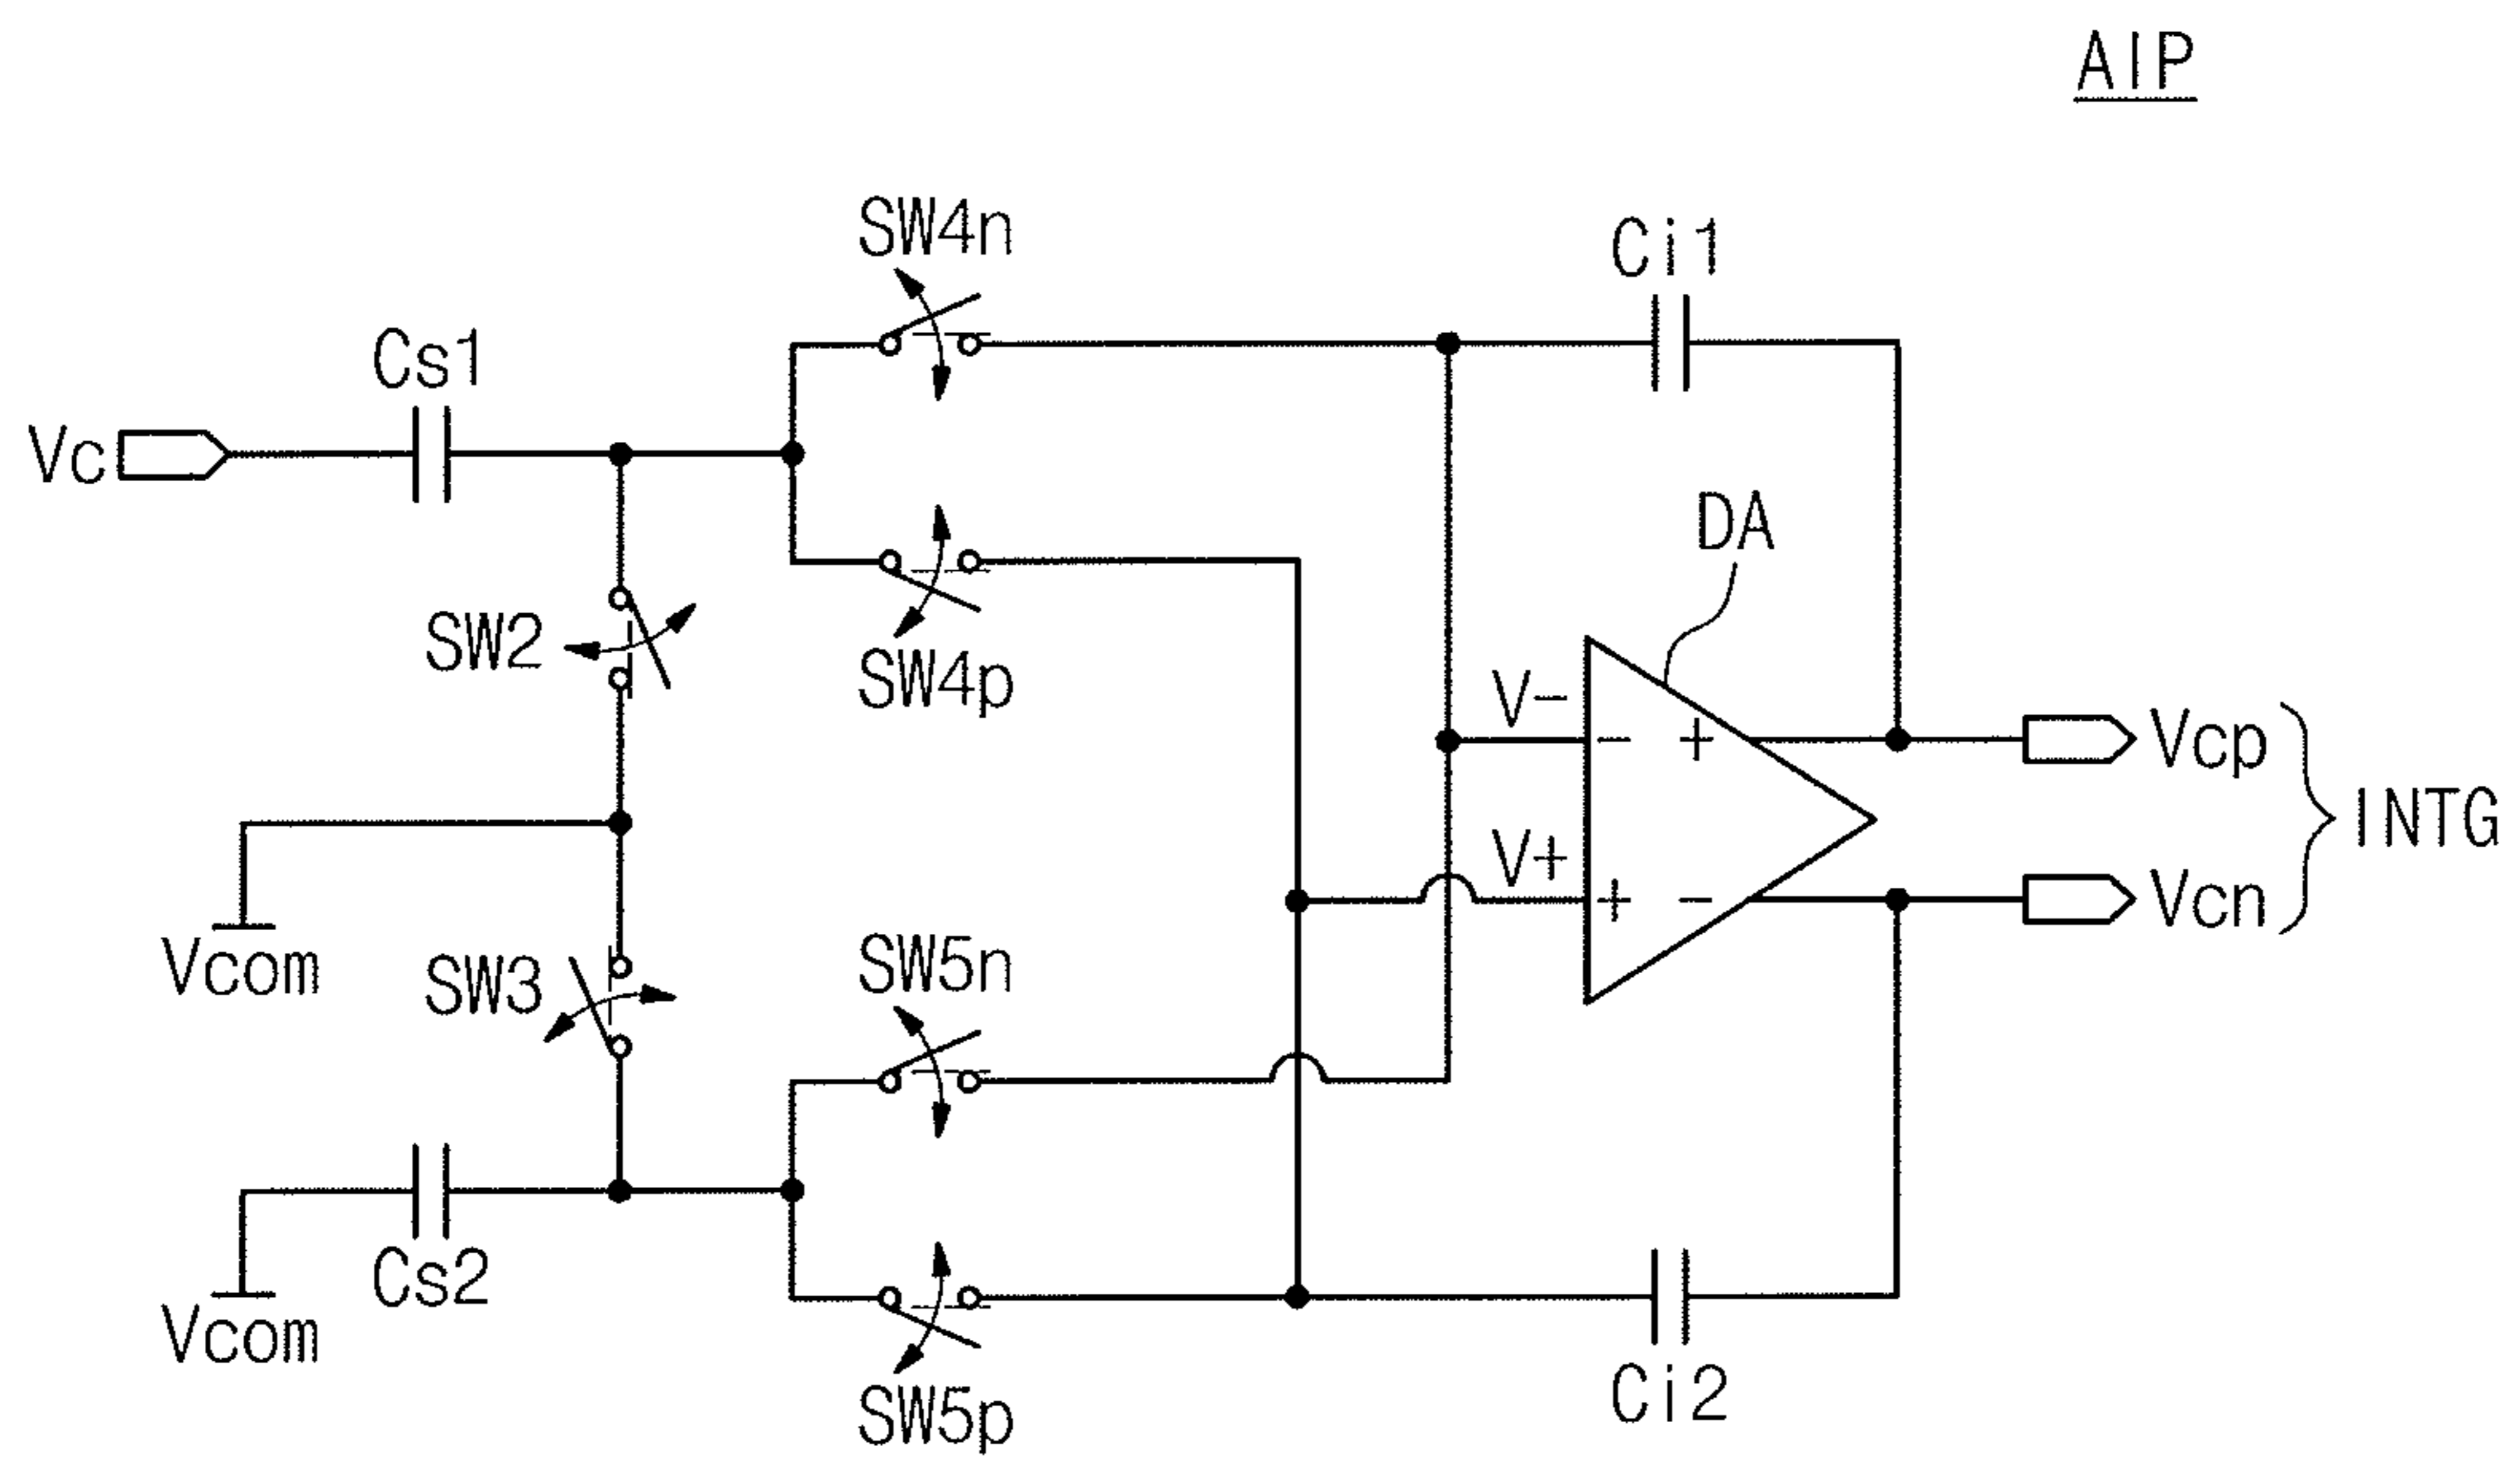 AIP
SW4n
Ci1
Cs1
Vc
DA
SW2
SW4p
V-
- +
Vcp
INTG
V+
+ -
Vcn
Vcom
SW3
SW5n
Cs2
Vcom
SW5p
Ci2